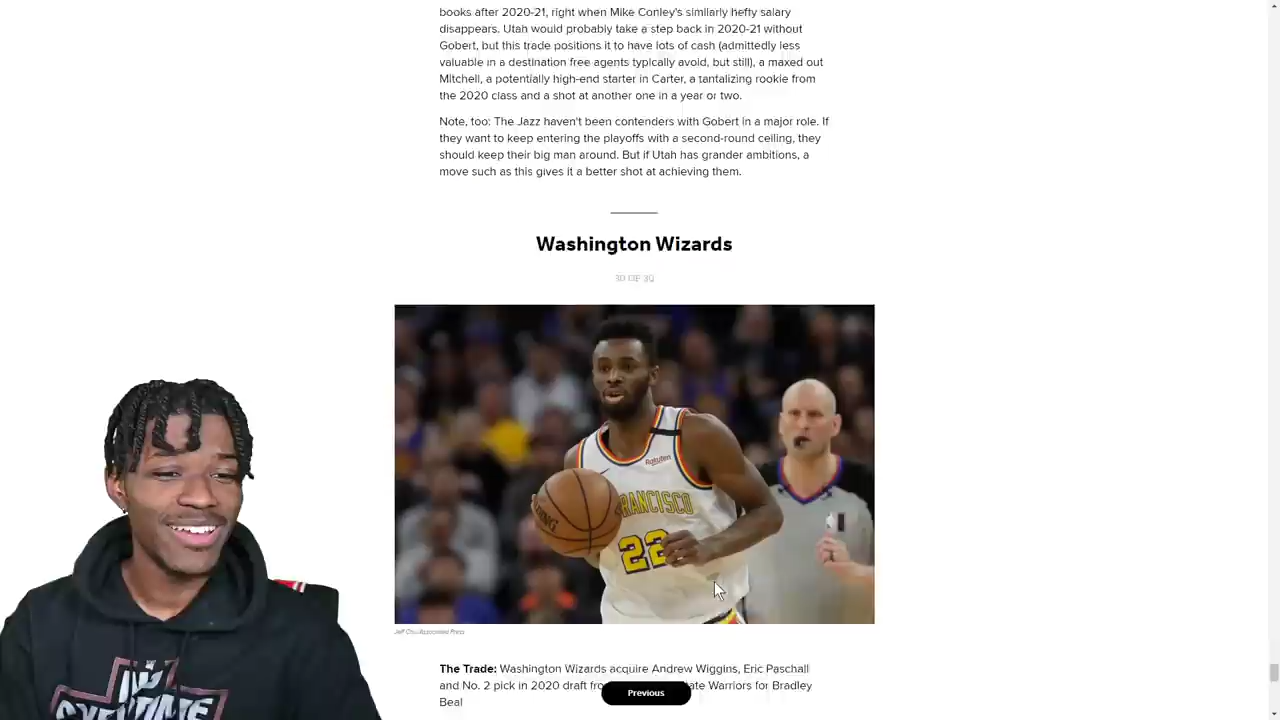 books after 2020-21, right when Mike Conley's similarly hefty salary
disappears. Utah would probably take a step back in 2020-21 without
Gobert, but this trade positions it to have lots of cash (admittedly less
valuable in a destination free agents typically avoid, but still), a maxed out
Mitchell, a potentially high-end starter in Carter, a tantalizing rookie from
the 2020 class and a shot at another one in a year or two.
Note, too: The Jazz haven't been contenders with Gobert in a major role. If
they want to keep entering the playoffs with a second-round ceiling, they
should keep their big man around. But if Utah has grander ambitions, a
move such as this gives it a better shot at achieving them.
Washington Wizards
30 OF 30
Rakuten
FRANCISCO
22
Associated Press
The Trade: Washington Wizards acquire Andrew Wiggins, Eric Paschall
and No. 2 pick in 2020 draft Warriors for Bradley
Beal
Previous